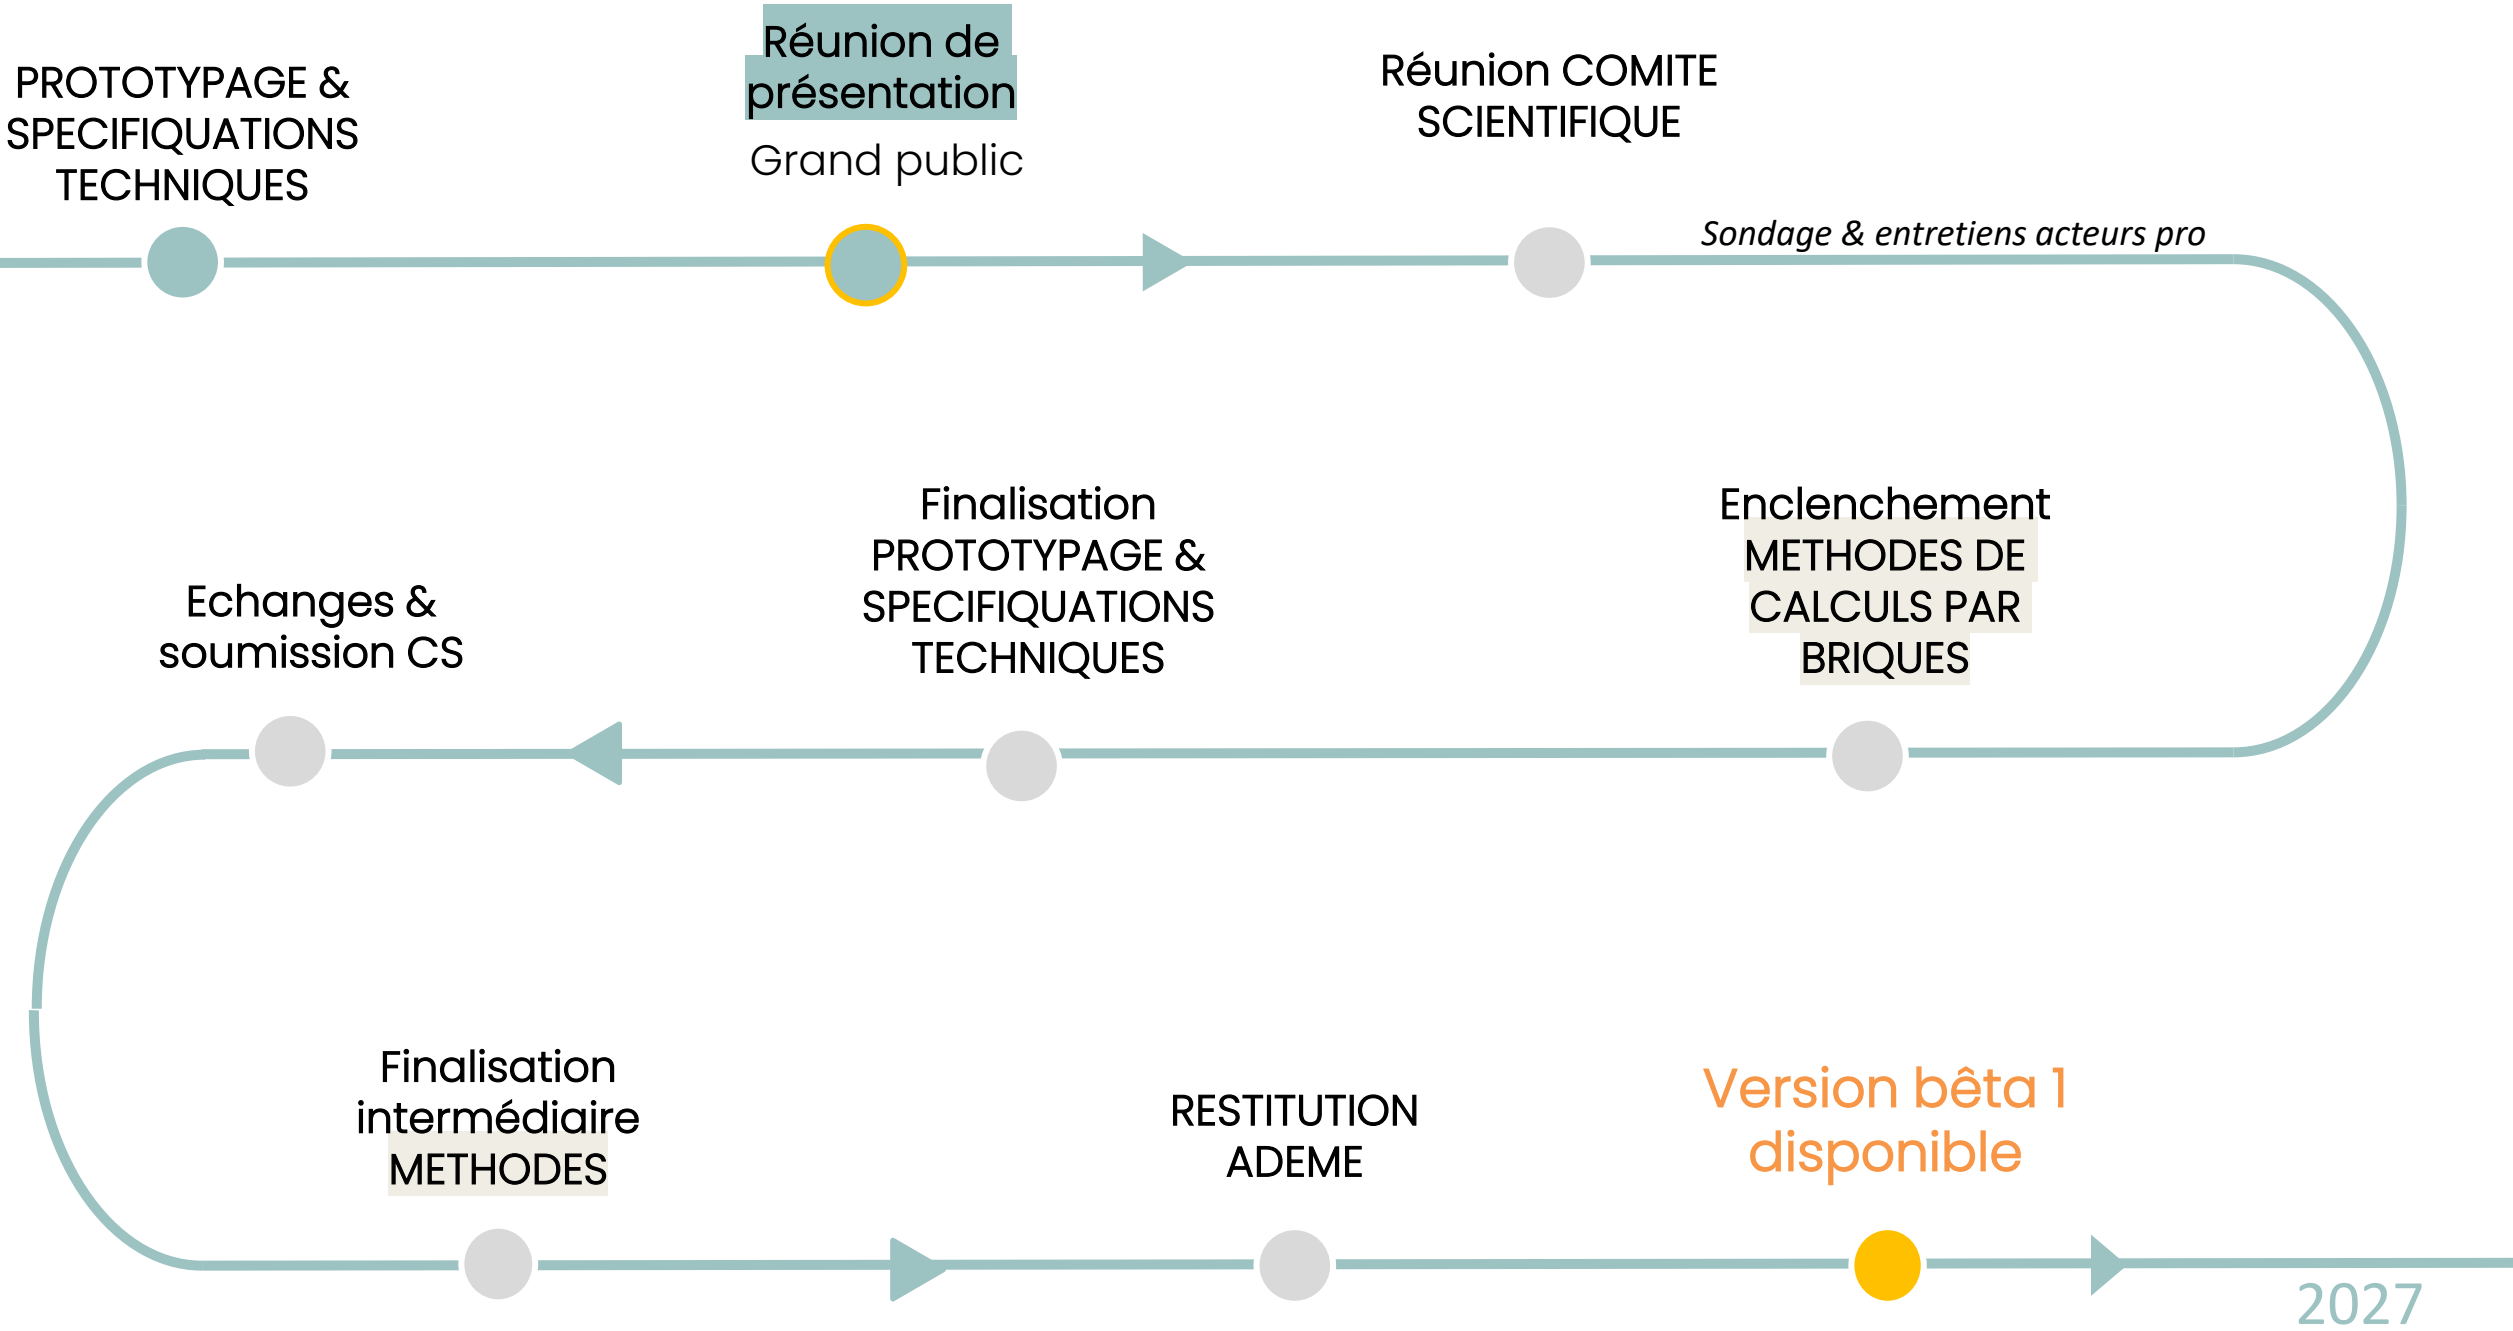 PROTOTYPAGE &
SPECIFIQUATIONS
TECHNIQUES
Réunion de
présentation
Grand public
Réunion COMITE
SCIENTIFIQUE
Sondage & entretiens acteurs pro
Enclenchement
METHODES DE
CALCULS PAR
BRIQUES
Finalisation
PROTOTYPAGE &
SPECIFIQUATIONS
TECHNIQUES
Echanges &
soumission CS
Finalisation
intermédiaire
METHODES
RESTITUTION
ADEME
Version bêta 1
disponible
2027